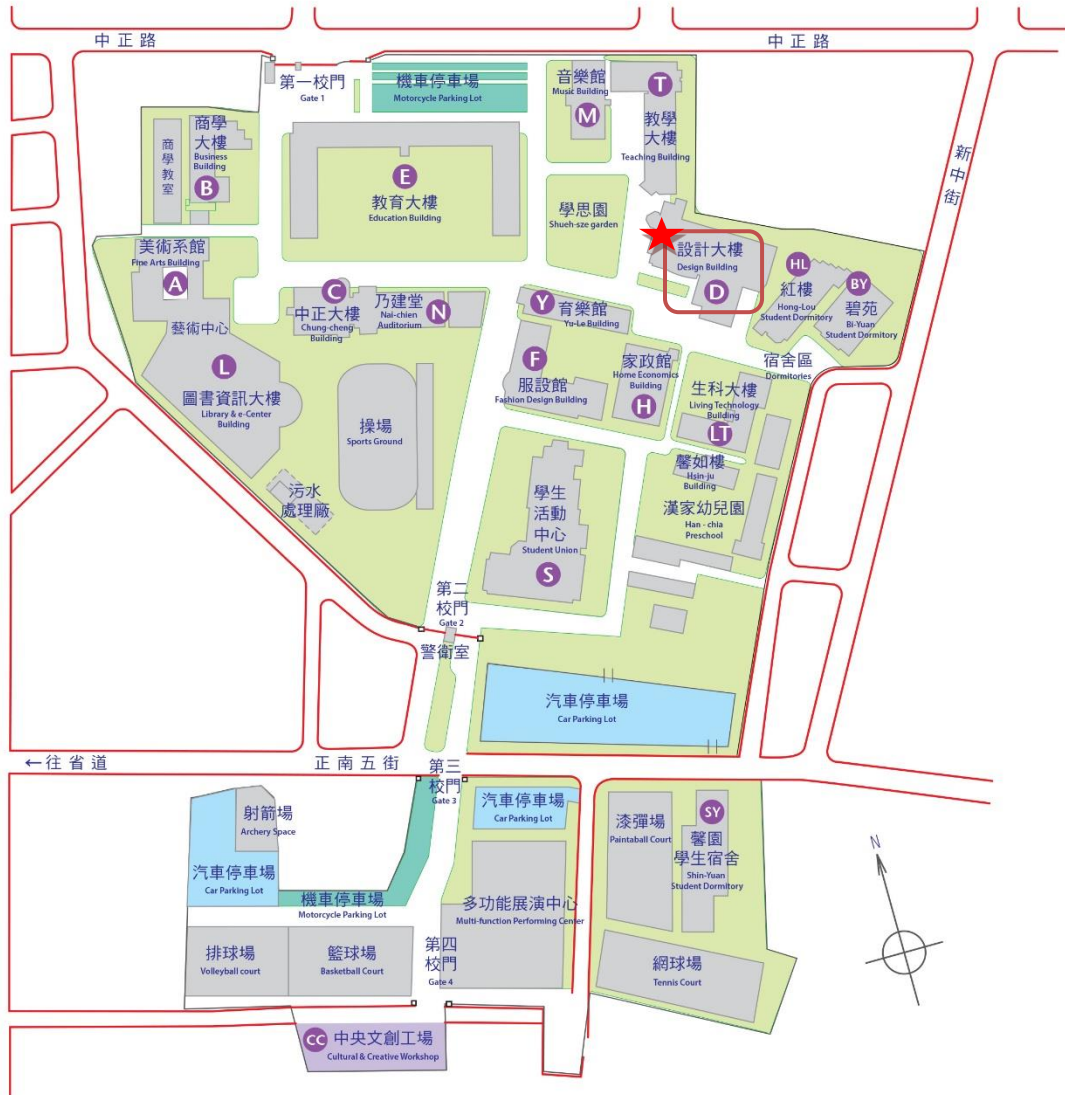 中正路
中正路
第一校門
Gate 1
機車停車場
Motorcycle Parking Lot
音樂館
Music Building
M
T
教學
大樓
Teaching Building
新中街
商學
大樓
Business
Building
B
商學教室
E
教育大樓
Education Building
學思園
Shueh-sze garden
設計大樓
Design Building
D
HL
紅樓
Hong-Lou
Student Dormitory
BY
碧苑
Bi-Yuan
Student Dormitory
宿舍區
Dormitories
美術系館
Fine Arts Building
A
藝術中心
C
中正大樓
Chung-cheng
Building
乃建堂
Nai-chien
Auditorium
N
Y
育樂館
Yu-Le Building
F
服設館
Fashion Design Building
家政館
Home Economics
Building
H
生科大樓
Living Technology
Building
LT
L
圖書資訊大樓
Library & e-Center
Building
操場
Sports Ground
污水
處理廠
馨如樓
Hsin-ju
Building
漢家幼兒園
Han - chia
Preschool
學生
活動
中心
Student Union
S
第二
校門
Gate 2
警衛室
汽車停車場
Car Parking Lot
←往省道
正南五街
第三
校門
Gate 3
射箭場
Archery Space
汽車停車場
Car Parking Lot
汽車停車場
Car Parking Lot
漆彈場
Paintaball Court
SY
馨園
學生宿舍
Shin-Yuan
Student Dormitory
機車停車場
Motorcycle Parking Lot
多功能展演中心
Multi-function Performing Center
N
排球場
Volleyball court
籃球場
Basketball Court
第四
校門
Gate 4
網球場
Tennis Court
CC
中央文創工場
Cultural & Creative Workshop